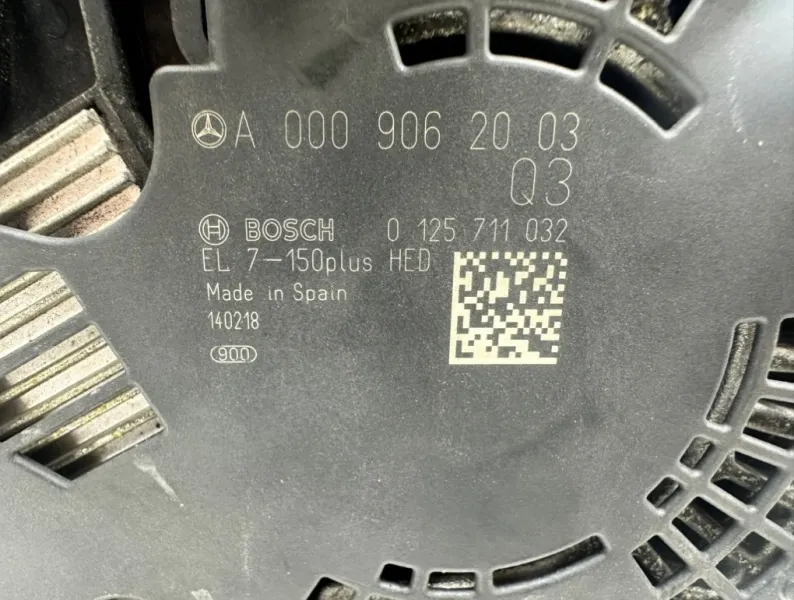 A 000 906 20 03
Q3
BOSCH 0 125 711 032
EL 7-150plus HED
Made in Spain
140218
900